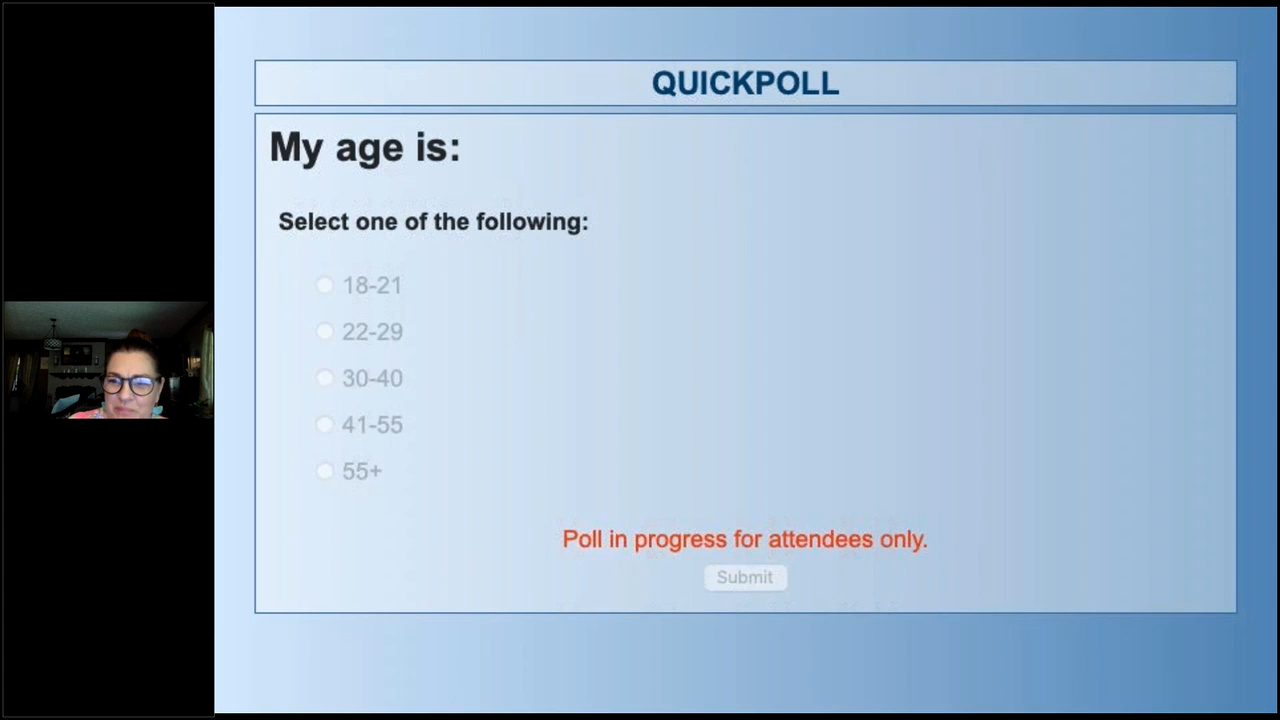 QUICKPOLL
My age is:
Select one of the following:
18-21
22-29
30-40
41-55
55+
Poll in progress for attendees only.
Submit